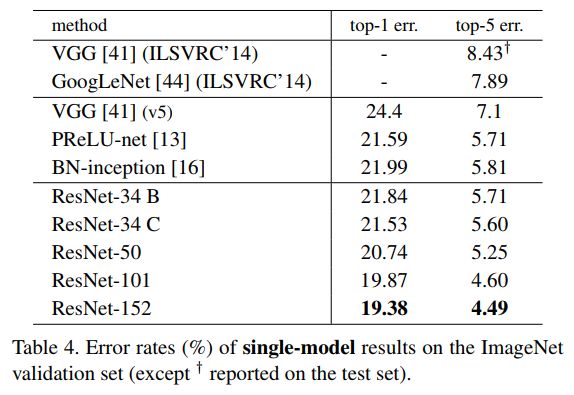 method top-1 err. top-5 err.
VGG [41] (ILSVRC’14) - 8.43†
GoogLeNet [44] (ILSVRC’14) - 7.89
VGG [41] (v5) 24.4 7.1
PReLU-net [13] 21.59 5.71
BN-inception [16] 21.99 5.81
ResNet-34 B 21.84 5.71
ResNet-34 C 21.53 5.60
ResNet-50 20.74 5.25
ResNet-101 19.87 4.60
ResNet-152 19.38 4.49
Table 4. Error rates (%) of single-model results on the ImageNet
validation set (except † reported on the test set).